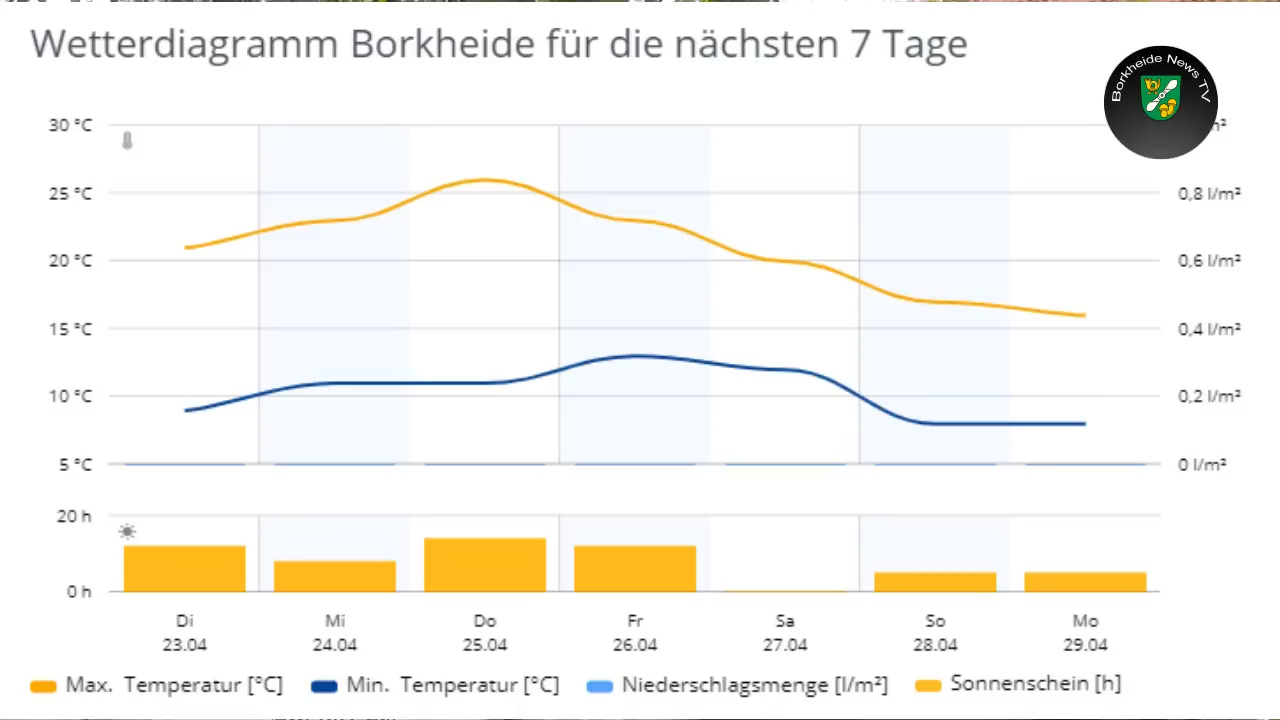 Wetterdiagramm Borkheide für die nächsten 7 Tage
Borkheide News TV
30 °C
25 °C
20 °C
15 °C
10 °C
5 °C
m²
0,8 l/m²
0,6 l/m²
0,4 l/m²
0,2 l/m²
0 l/m²
20 h
0 h
Di Mi Do Fr Sa So Mo
23.04 24.04 25.04 26.04 27.04 28.04 29.04
Max. Temperatur [°C] Min. Temperatur [°C] Niederschlagsmenge [l/m²] Sonnenschein [h]